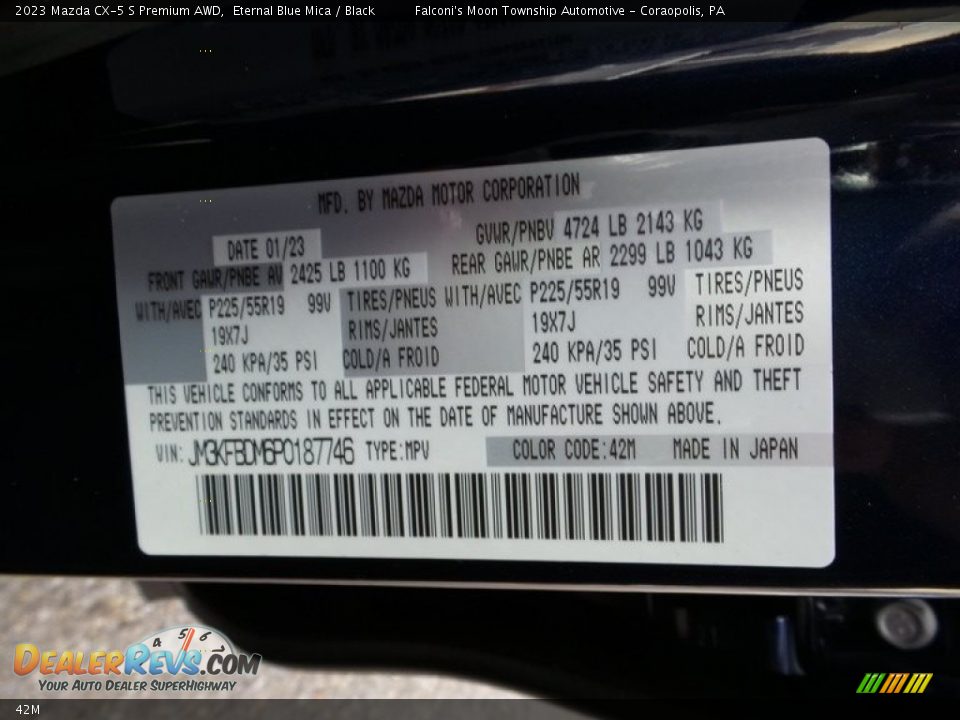 2023 Mazda CX-5 S Premium AWD, Eternal Blue Mica / Black Falconi's Moon Township Automotive - Coraopolis, PA
MFD. BY MAZDA MOTOR CORPORATION
DATE 01/23 GVWR/PNBV 4724 LB 2143 KG
FRONT GAWR/PNBE AV 2425 LB 1100 KG REAR GAWR/PNBE AR 2299 LB 1043 KG
WITH/AVEC P225/55R19 99V TIRES/PNEUS WITH/AVEC P225/55R19 99V TIRES/PNEUS
19X7J RIMS/JANTES 19X7J RIMS/JANTES
240 KPA/35 PSI COLD/A FROID 240 KPA/35 PSI COLD/A FROID
THIS VEHICLE CONFORMS TO ALL APPLICABLE FEDERAL MOTOR VEHICLE SAFETY AND THEFT
PREVENTION STANDARDS IN EFFECT ON THE DATE OF MANUFACTURE SHOWN ABOVE.
VIN: JM3KFBDM6P0187746 TYPE:MPV COLOR CODE:42M MADE IN JAPAN
4 5 6
DEALERREVS.COM
YOUR AUTO DEALER SUPERHIGHWAY
42M